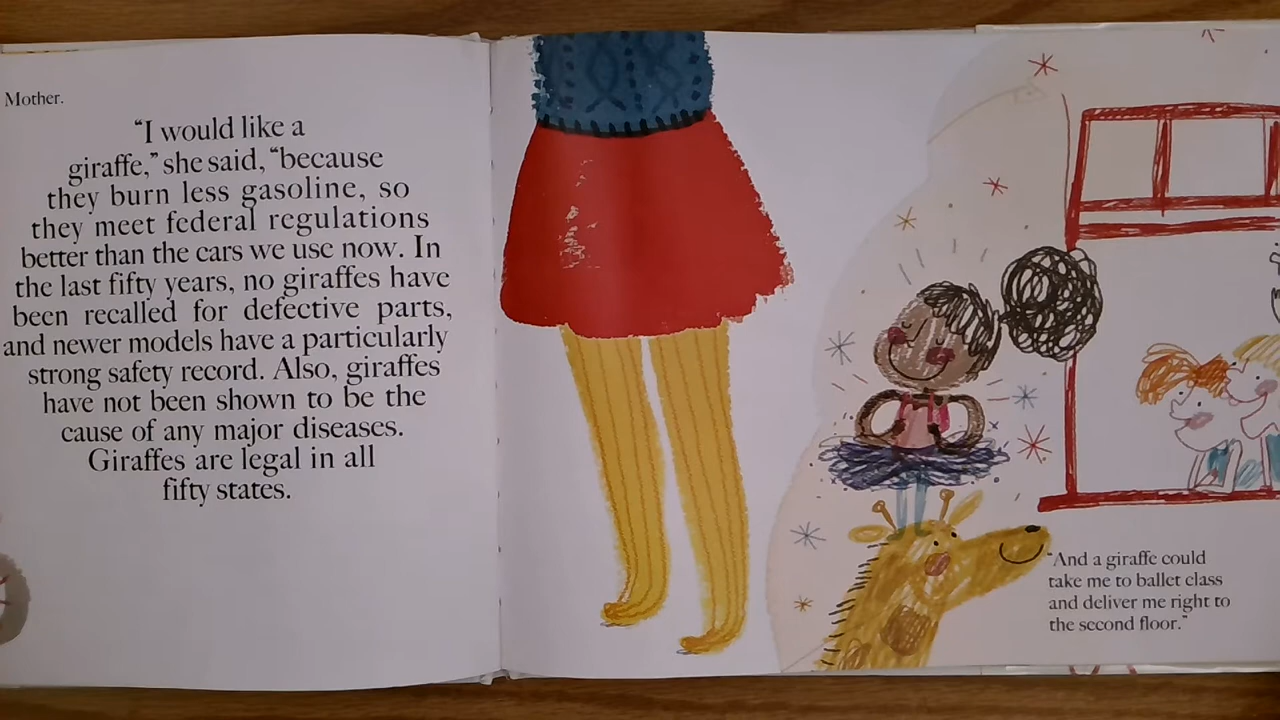 Mother.
“I would like a
giraffe,” she said, “because
they burn less gasoline, so
they meet federal regulations
better than the cars we use now. In
the last fifty years, no giraffes have
been recalled for defective parts,
and newer models have a particularly
strong safety record. Also, giraffes
have not been shown to be the
cause of any major diseases.
Giraffes are legal in all
fifty states.
“And a giraffe could
take me to ballet class
and deliver me right to
the second floor.”